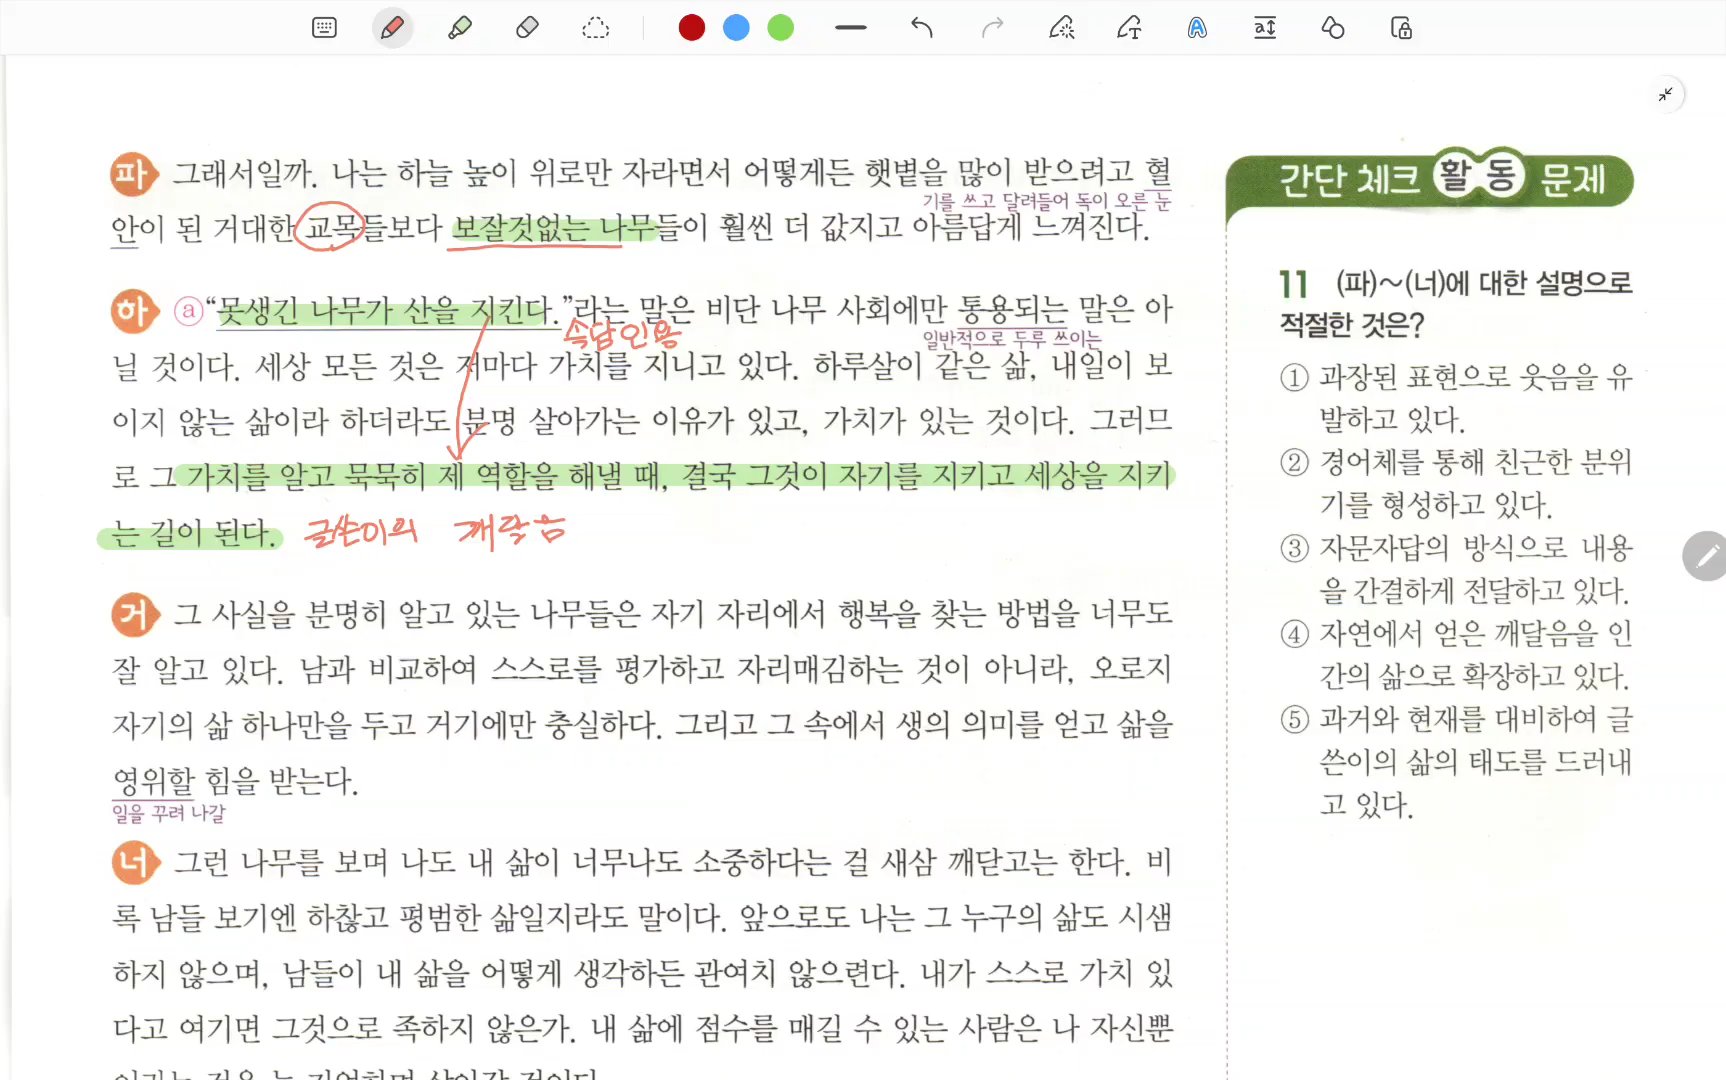 파 그래서일까. 나는 하늘 높이 위로만 자라면서 어떻게든 햇볕을 많이 받으려고 혈
기를 쓰고 달려들어 독이 오른 눈
안이 된 거대한 교목들보다 보잘것없는 나무들이 훨씬 더 값지고 아름답게 느껴진다.
하 ⓐ “못생긴 나무가 산을 지킨다.”라는 말은 비단 나무 사회에만 통용되는 말은 아
속담 인용
일반적으로 두루 쓰이는
닐 것이다. 세상 모든 것은 저마다 가치를 지니고 있다. 하루살이 같은 삶, 내일이 보
이지 않는 삶이라 하더라도 분명 살아가는 이유가 있고, 가치가 있는 것이다. 그러므
로 그 가치를 알고 묵묵히 제 역할을 해낼 때, 결국 그것이 자기를 지키고 세상을 지키
는 길이 된다. 글쓴이의 깨달음
거 그 사실을 분명히 알고 있는 나무들은 자기 자리에서 행복을 찾는 방법을 너무도
잘 알고 있다. 남과 비교하여 스스로를 평가하고 자리매김하는 것이 아니라, 오로지
자기의 삶 하나만을 두고 거기에만 충실하다. 그리고 그 속에서 생의 의미를 얻고 삶을
영위할 힘을 받는다.
일을 꾸려 나갈
너 그런 나무를 보며 나도 내 삶이 너무나도 소중하다는 걸 새삼 깨닫고는 한다. 비
록 남들 보기엔 하찮고 평범한 삶일지라도 말이다. 앞으로도 나는 그 누구의 삶도 시샘
하지 않으며, 남들이 내 삶을 어떻게 생각하든 관여치 않으련다. 내가 스스로 가치 있
다고 여기면 그것으로 족하지 않은가. 내 삶에 점수를 매길 수 있는 사람은 나 자신뿐
간단 체크 활동 문제
11 (파)~(너)에 대한 설명으로
적절한 것은?
① 과장된 표현으로 웃음을 유
발하고 있다.
② 경어체를 통해 친근한 분위
기를 형성하고 있다.
③ 자문자답의 방식으로 내용
을 간결하게 전달하고 있다.
④ 자연에서 얻은 깨달음을 인
간의 삶으로 확장하고 있다.
⑤ 과거와 현재를 대비하여 글
쓴이의 삶의 태도를 드러내
고 있다.